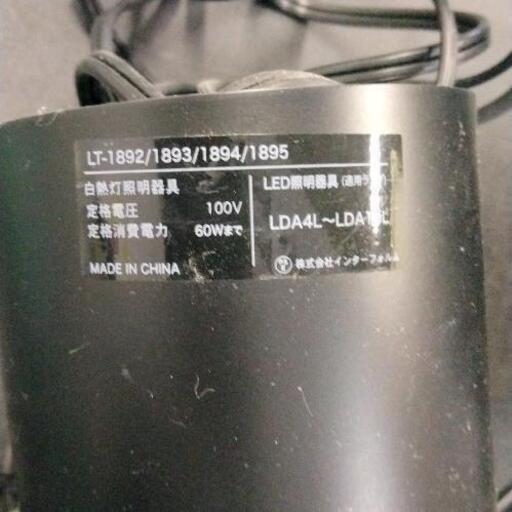 LT-1892/1893/1894/1895
白熱灯照明器具
定格電圧 100V
定格消費電力 60Wまで
MADE IN CHINA
LED照明器具
LDA4L〜
株式会社インターフォルム